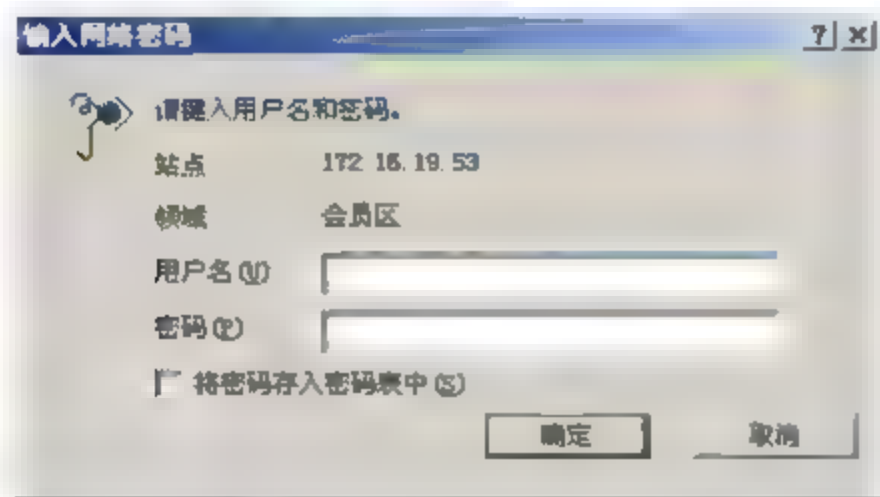 输入网络密码
请键入用户名和密码。
站点 172.16.19.53
领域 会员区
用户名(U)
密码(P)
将密码存入密码表中(S)
确定 取消